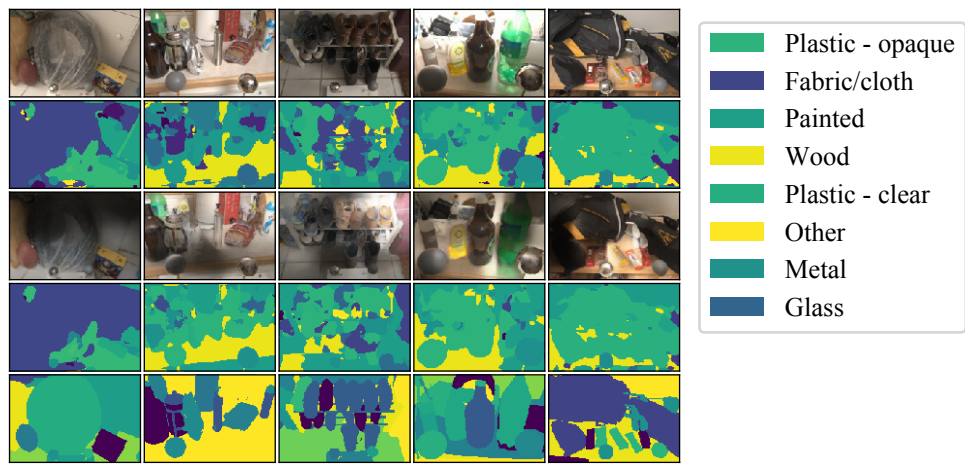 Plastic - opaque
Fabric/cloth
Painted
Wood
Plastic - clear
Other
Metal
Glass